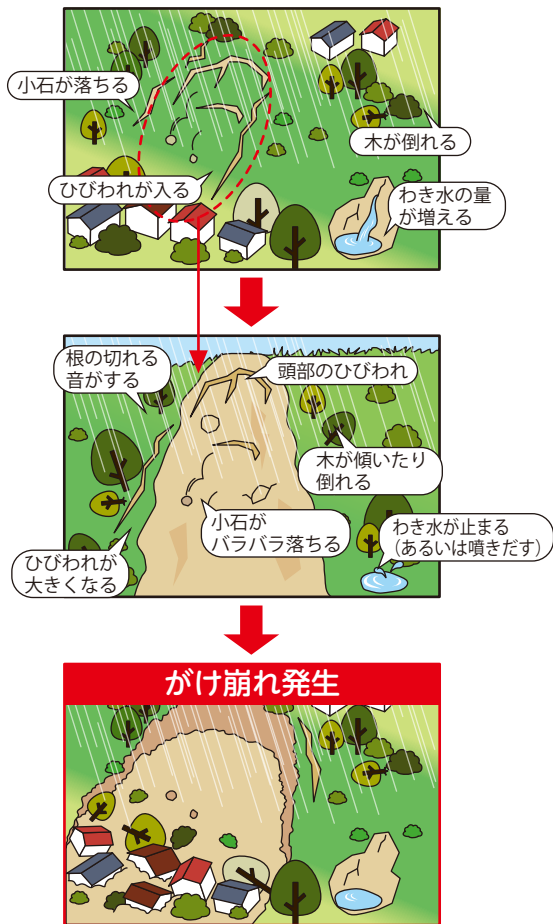 小石が落ちる
木が倒れる
ひびわれが入る
わき水の量
が増える
根の切れる
音がする
頭部のひびわれ
木が傾いたり
倒れる
小石が
バラバラ落ちる
わき水が止まる
（あるいは噴きだす）
ひびわれが
大きくなる
がけ崩れ発生